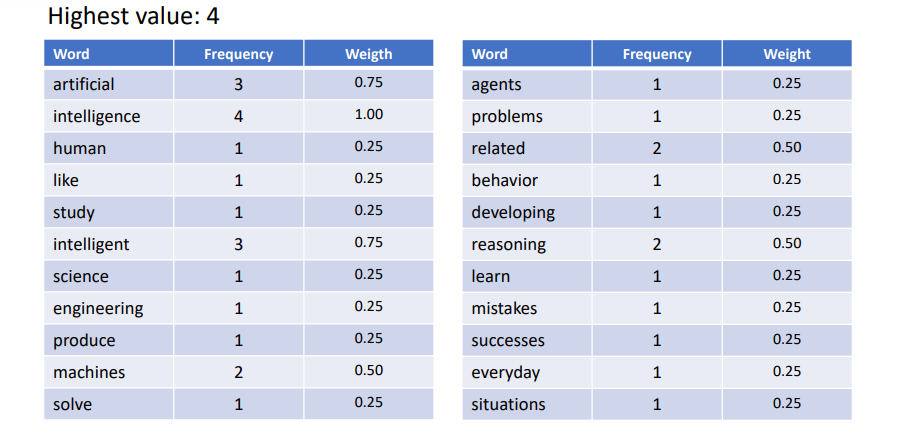 Highest value: 4
Word Frequency Weigth
artificial 3 0.75
intelligence 4 1.00
human 1 0.25
like 1 0.25
study 1 0.25
intelligent 3 0.75
science 1 0.25
engineering 1 0.25
produce 1 0.25
machines 2 0.50
solve 1 0.25
Word Frequency Weight
agents 1 0.25
problems 1 0.25
related 2 0.50
behavior 1 0.25
developing 1 0.25
reasoning 2 0.50
learn 1 0.25
mistakes 1 0.25
successes 1 0.25
everyday 1 0.25
situations 1 0.25